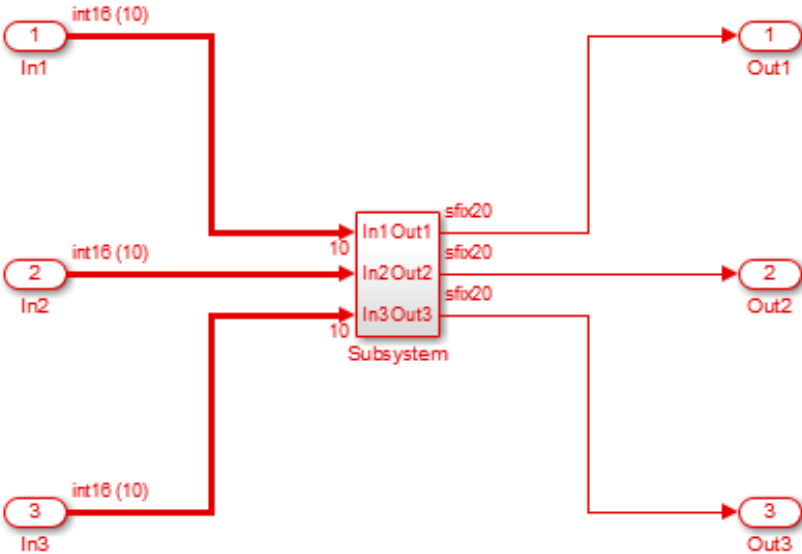 int16 (10)
1
In1
1
Out1
sfix20
In1 Out1
10
int16 (10)
2
In2
sfix20
In2 Out2
2
Out2
sfix20
In3 Out3
10
Subsystem
int16 (10)
3
In3
3
Out3